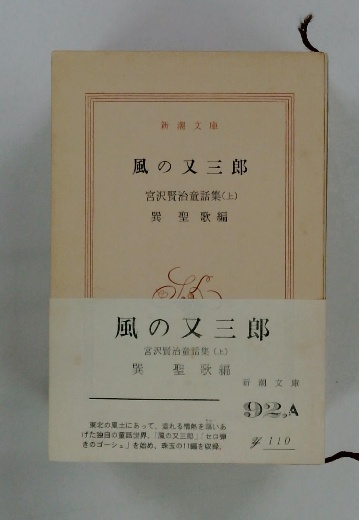 新潮文庫
風の又三郎
宮沢賢治童話集(上)
巽聖歌編
風の又三郎
宮沢賢治童話集(上)
巽聖歌編
新潮文庫
92,A
東北の風土にあって、溢れる情熱を謳いあ
げた独自の童話世界。「風の又三郎」「セロ弾
きのゴーシュ」を始め、珠玉の11編を収録。
¥110